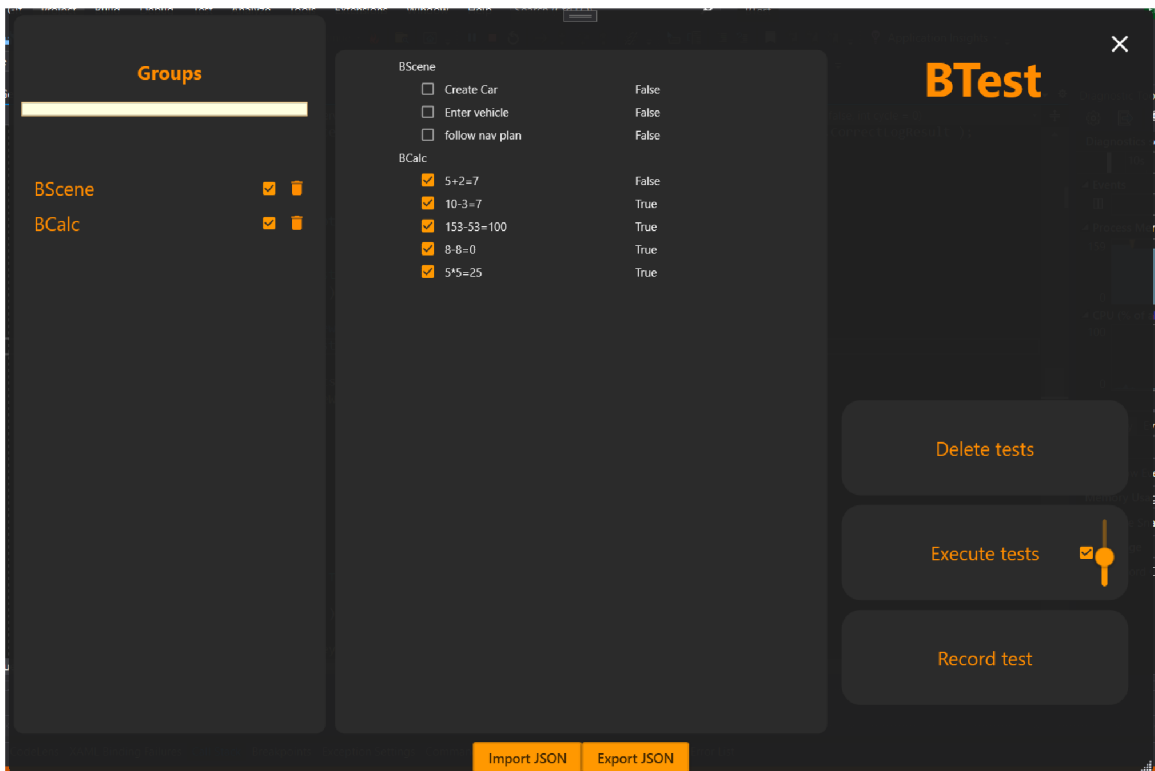 Groups
BScene
BCalc
BScene
Create Car False
Enter vehicle False
follow nav plan False
BCalc
5+2=7 False
10-3=7 True
153-53=100 True
8-8=0 True
5*5=25 True
BTest
Delete tests
Execute tests
Record test
Import JSON Export JSON